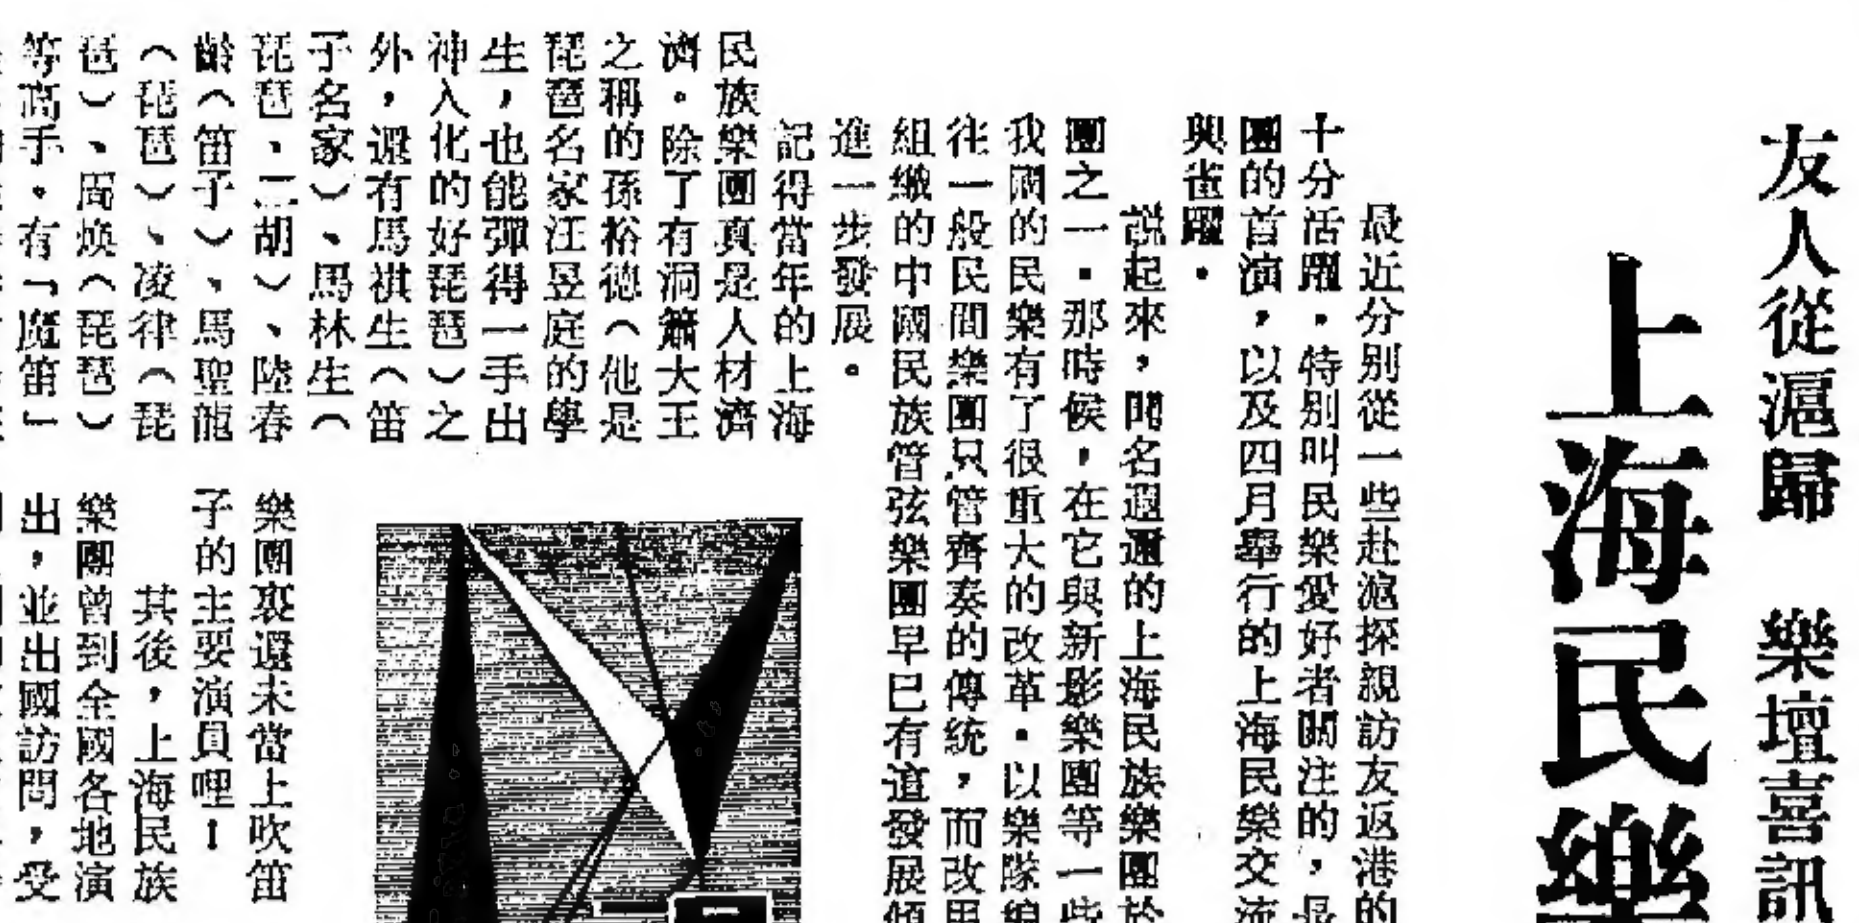 友人從滬歸 樂壇喜訊
上海民樂
最近分別從一些赴滬探親訪友返港的
十分活躍。特別叫民樂愛好者關注的,是
團的首演,以及四月舉行的上海民樂交流
與雀躍。
說起來,聞名遐邇的上海民族樂團於
團之一。那時候,在它與新影樂團等一些
我國的民樂有了很重大的改革。以樂隊編
往一般民間樂團只管齊奏的傳統,而改用
組織的中國民族管弦樂團早已有這發展傾
進一步發展。
記得當年的上海
民族樂團真是人材濟
濟。除了有洞簫大王
之稱的孫裕德(他是
琵琶名家汪昱庭的學
生,也能彈得一手出
神入化的好琵琶)之
外,還有馬祺生(笛
子名家)、馬林生(
琵琶、二胡)、陸春
齡(笛子)、馬聖龍
(琵琶)、凌律(琵
琶)、周煥(琵琶)
等高手。有「魔笛」
樂團裏還未當上吹笛
子的主要演員哩!
其後,上海民族
樂團曾到全國各地演
出,並出國訪問,受